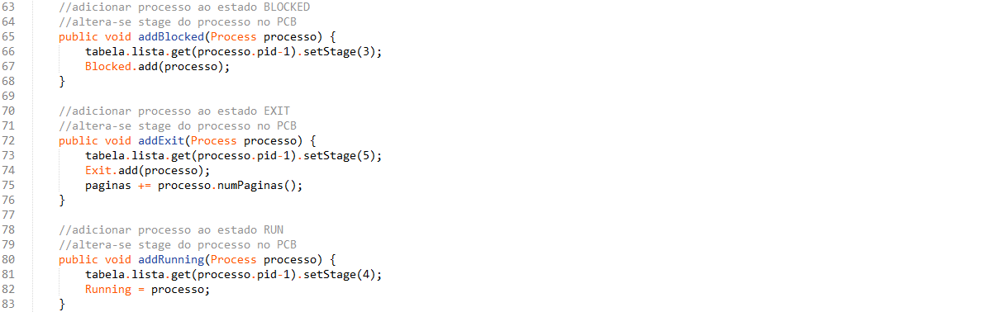 63 //adicionar processo ao estado BLOCKED
64 //altera-se stage do processo no PCB
65 public void addBlocked(Process processo) {
66 tabela.lista.get(processo.pid-1).setStage(3);
67 Blocked.add(processo);
68 }
69
70 //adicionar processo ao estado EXIT
71 //altera-se stage do processo no PCB
72 public void addExit(Process processo) {
73 tabela.lista.get(processo.pid-1).setStage(5);
74 Exit.add(processo);
75 paginas += processo.numPaginas();
76 }
77
78 //adicionar processo ao estado RUN
79 //altera-se stage do processo no PCB
80 public void addRunning(Process processo) {
81 tabela.lista.get(processo.pid-1).setStage(4);
82 Running = processo;
83 }